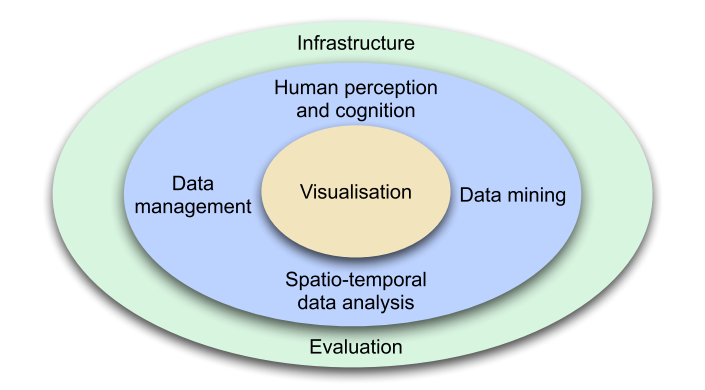 Infrastructure
Human perception
and cognition
Data
management
Visualisation
Data mining
Spatio-temporal
data analysis
Evaluation